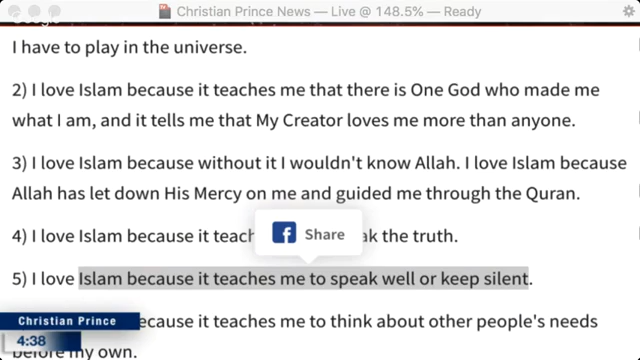 Christian Prince News — Live @ 148.5% — Ready
I have to play in the universe.
2) I love Islam because it teaches me that there is One God who made me
what I am, and it tells me that My Creator loves me more than anyone.
3) I love Islam because without it I wouldn't know Allah. I love Islam because
Allah has let down His Mercy on me and guided me through the Quran.
4) I love Islam because it teach
Share
ak the truth.
5) I love Islam because it teaches me to speak well or keep silent.
Christian Prince
ecause it teaches me to think about other people's needs
4:38
before my own.